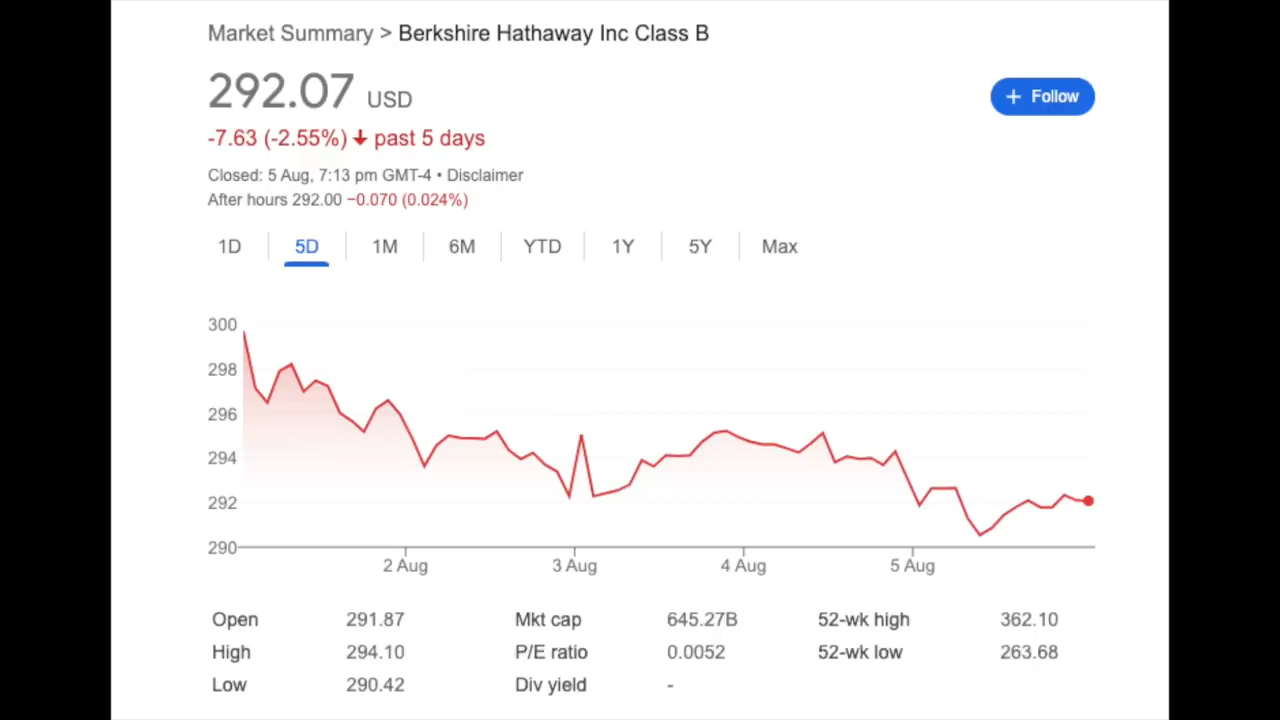 Market Summary > Berkshire Hathaway Inc Class B
292.07 USD
+ Follow
-7.63 (-2.55%) ↓ past 5 days
Closed: 5 Aug, 7:13 pm GMT-4 • Disclaimer
After hours 292.00 −0.070 (0.024%)
1D 5D 1M 6M YTD 1Y 5Y Max
300
298
296
294
292
290
2 Aug 3 Aug 4 Aug 5 Aug
Open 291.87 Mkt cap 645.27B 52-wk high 362.10
High 294.10 P/E ratio 0.0052 52-wk low 263.68
Low 290.42 Div yield -